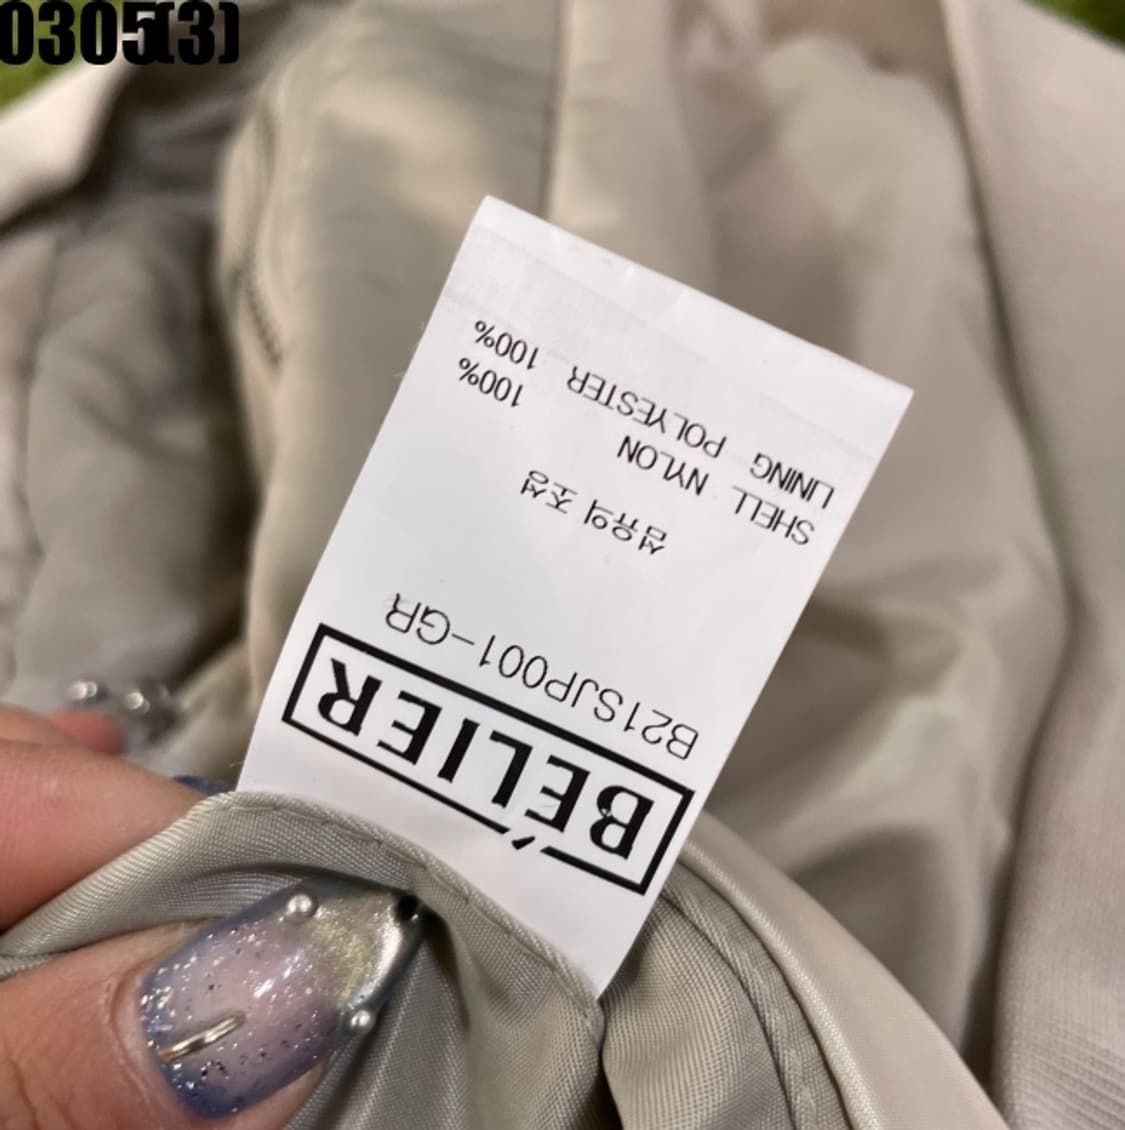 0305(3)
BÉLIER
B21SJP001-GR
섬유의 조성
SHELL NYLON 100%
LINING POLYESTER 100%